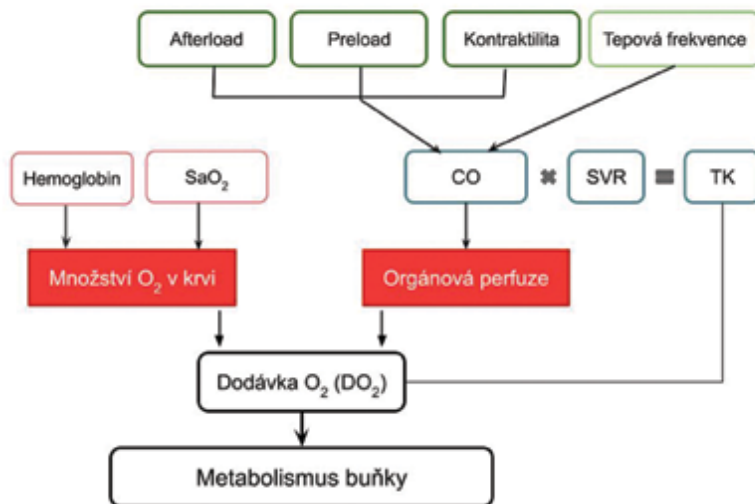 Afterload
Preload
Kontraktilita
Tepová frekvence
Hemoglobin
SaO₂
CO
✖
SVR
=
TK
Množství O₂ v krvi
Orgánová perfuze
Dodávka O₂ (DO₂)
Metabolismus buňky